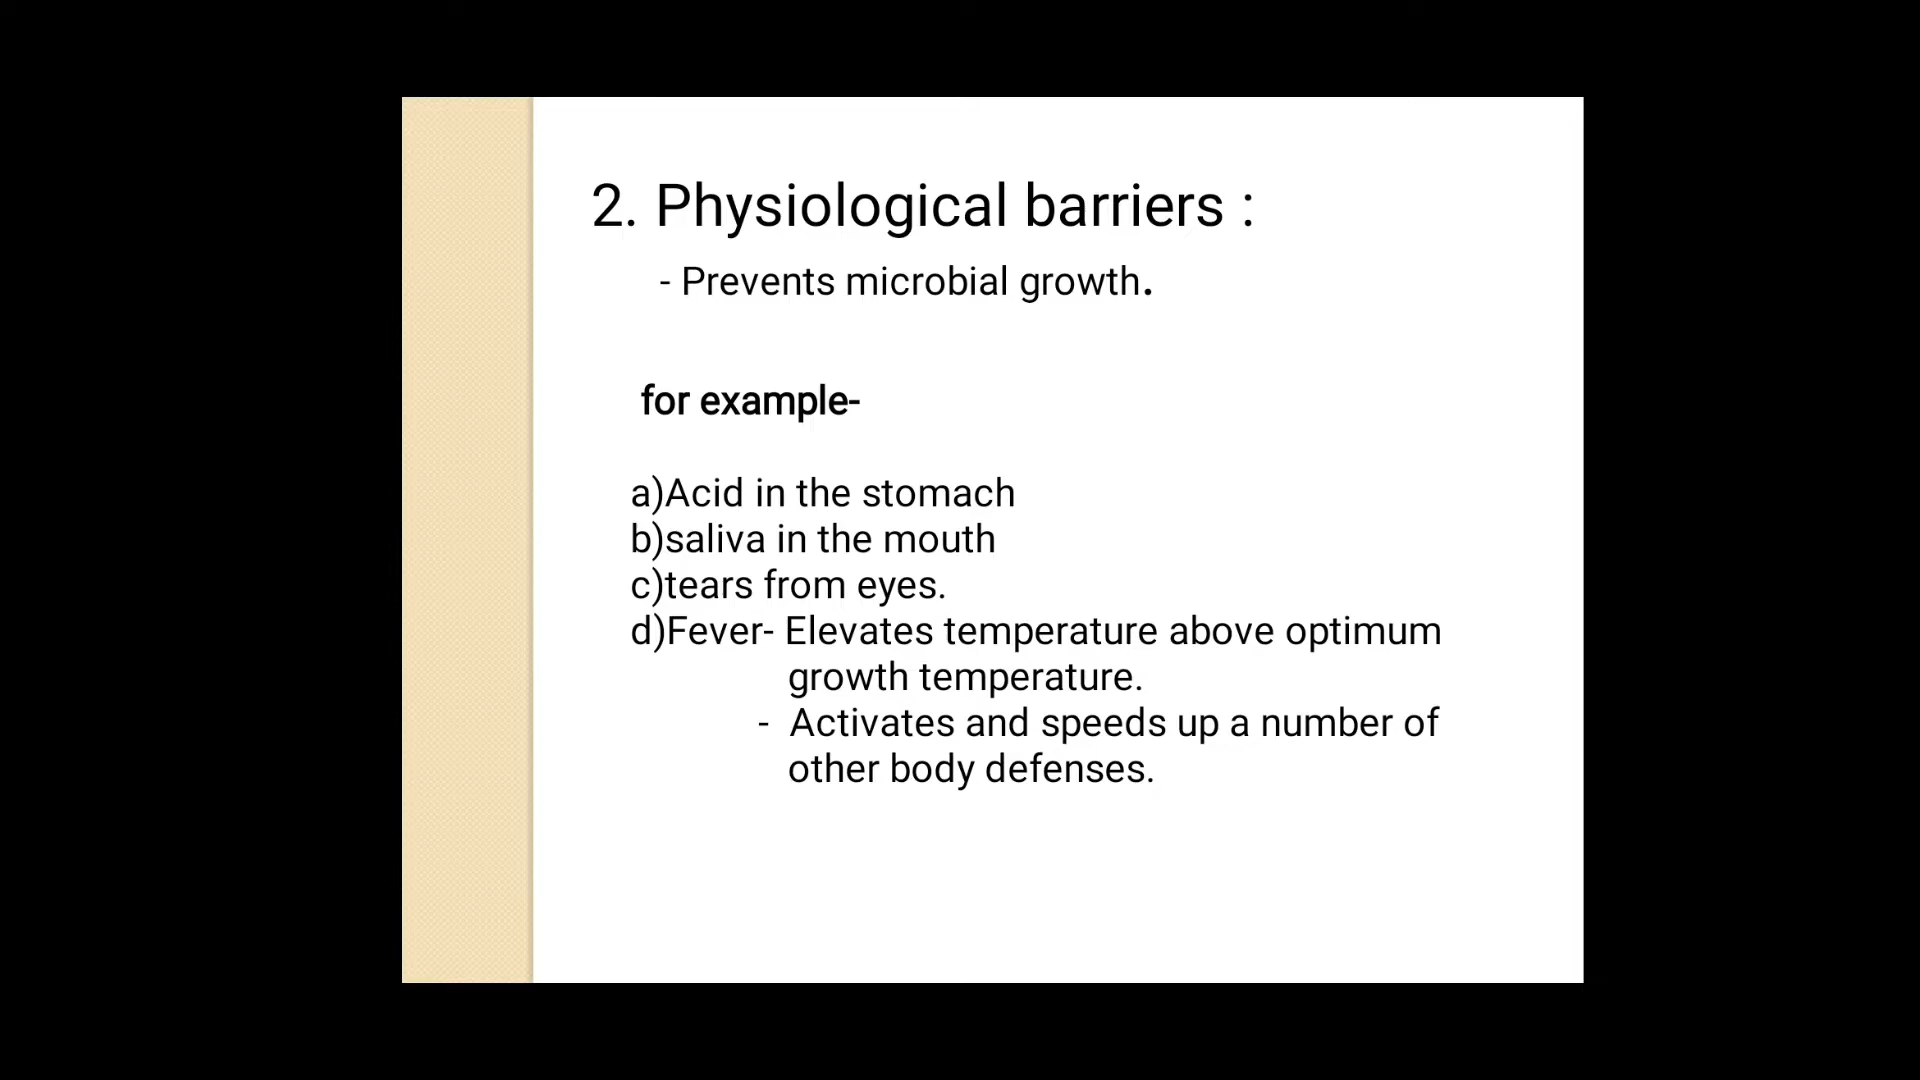 2. Physiological barriers :
- Prevents microbial growth.
for example-
a)Acid in the stomach
b)saliva in the mouth
c)tears from eyes.
d)Fever- Elevates temperature above optimum
growth temperature.
- Activates and speeds up a number of
other body defenses.